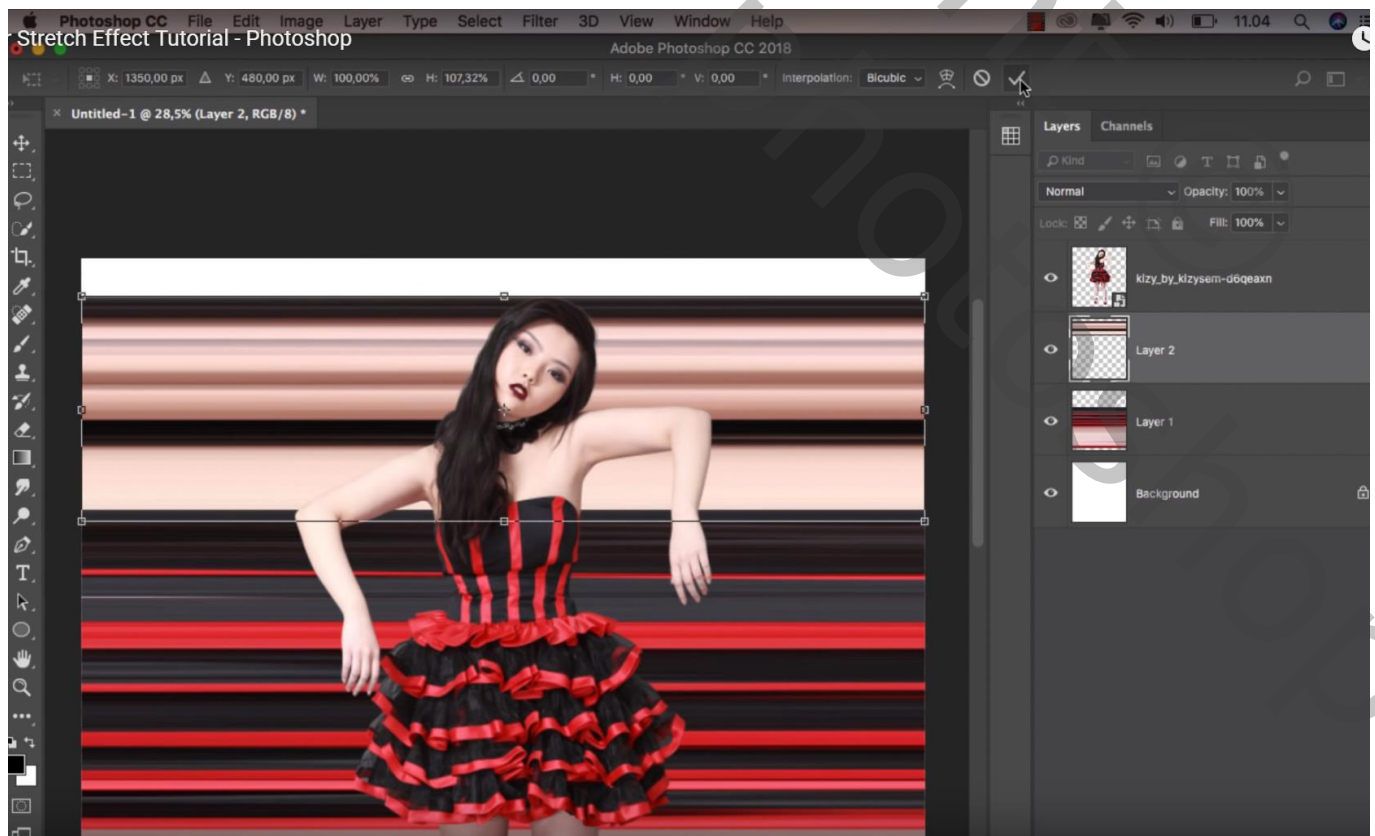 Photoshop CC File Edit Image Layer Type Select Filter 3D View Window Help 11.04
Stretch Effect Tutorial - Photoshop
Adobe Photoshop CC 2018
X: 1350,00 px Y: 480,00 px W: 100,00% H: 107,32% 0,00 ° H: 0,00 ° V: 0,00 ° Interpolation: Bicubic
× Untitled-1 @ 28,5% (Layer 2, RGB/8) *
Layers Channels
Kind
Normal Opacity: 100%
Lock: Fill: 100%
Layer 2
Layer 1
Background